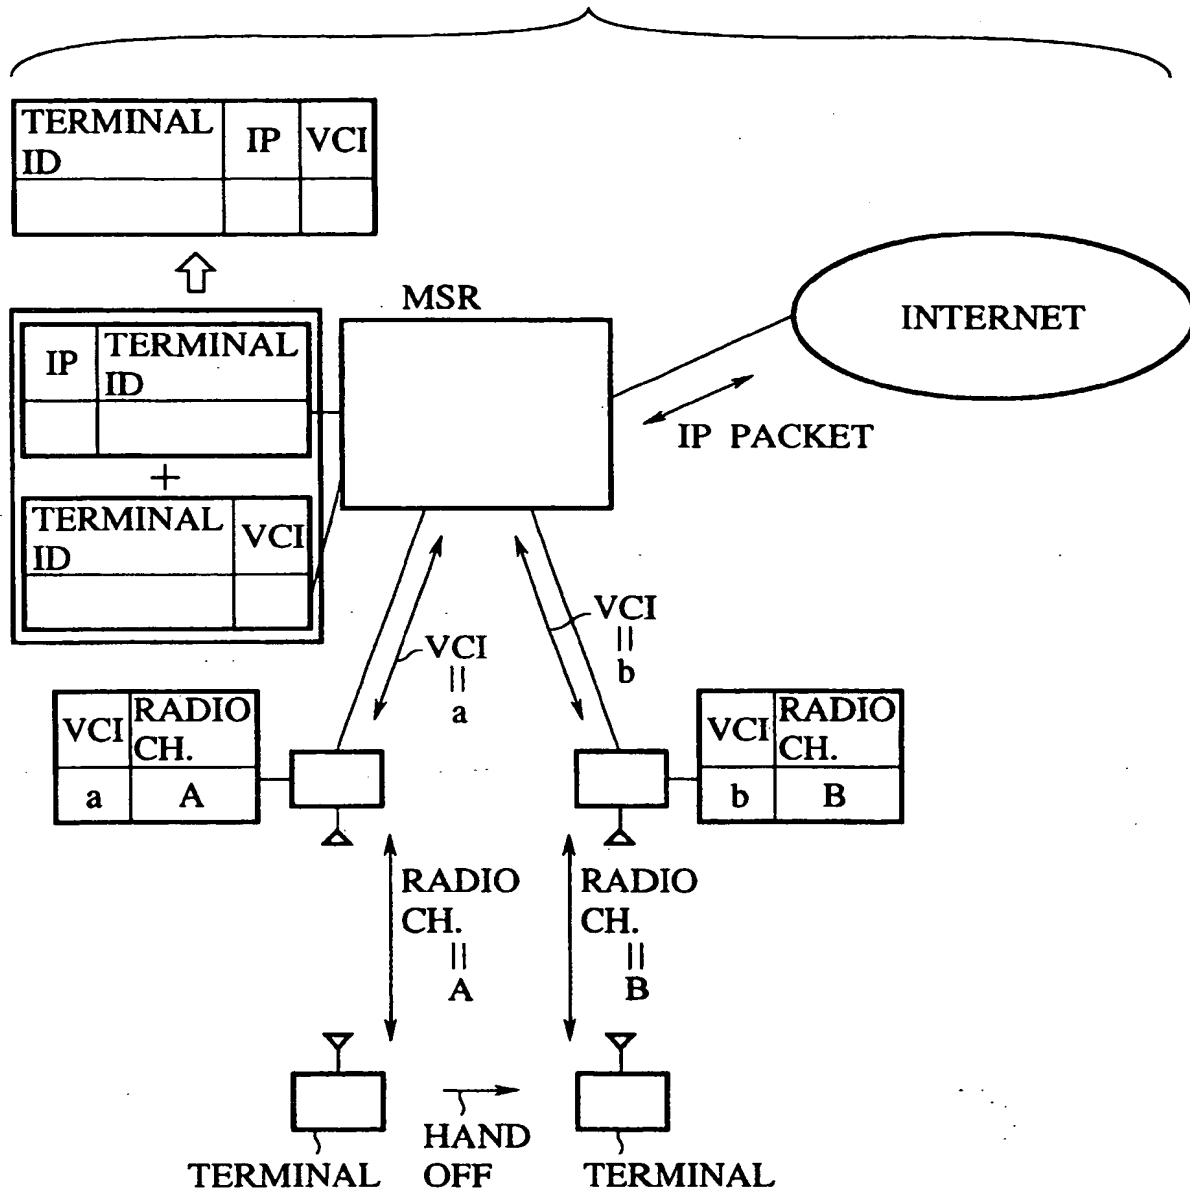 TERMINAL ID IP VCI
MSR
INTERNET
IP TERMINAL ID
IP PACKET
+
TERMINAL ID VCI
VCI = a
VCI = b
VCI RADIO CH.
a A
VCI RADIO CH.
b B
RADIO CH. = A
RADIO CH. = B
HAND OFF
TERMINAL
TERMINAL